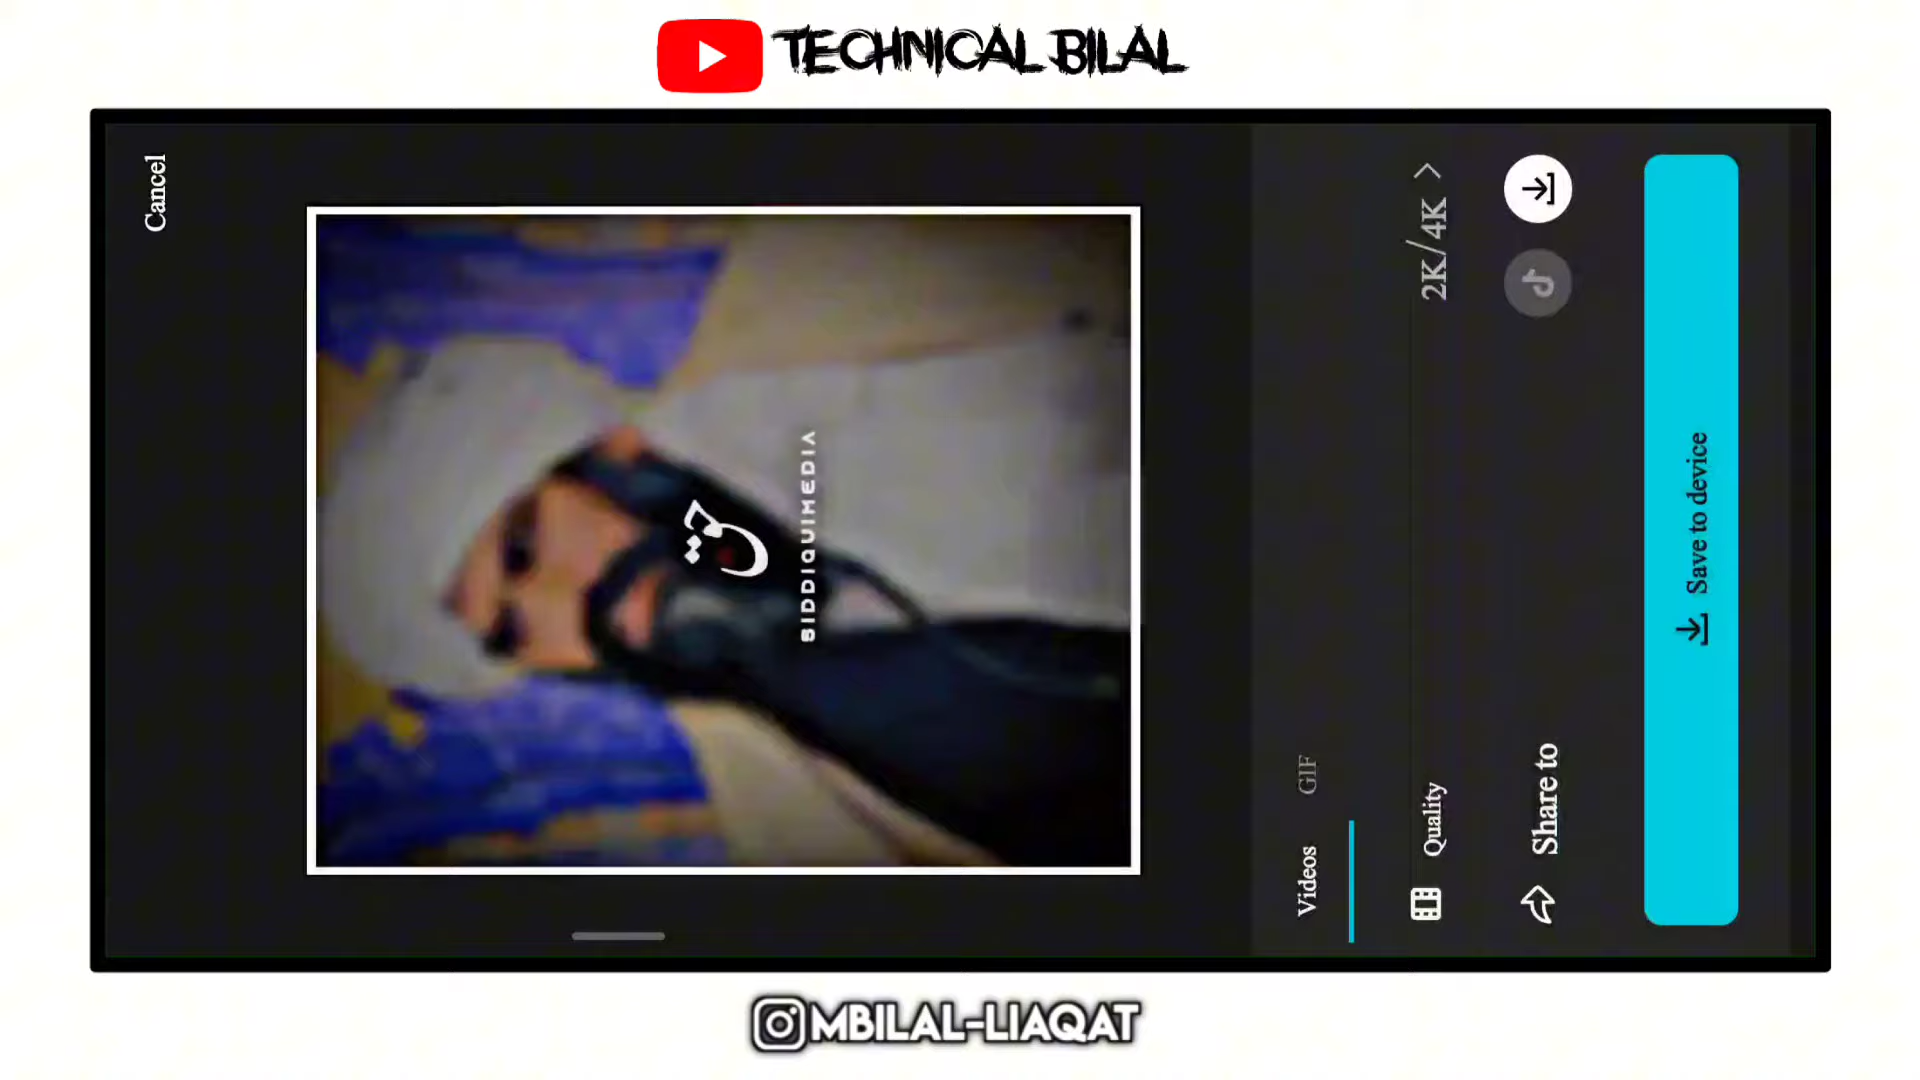 TECHNICAL BILAL
Cancel
SIDDIQUIMEDIA
Videos GIF
Quality 2K/4K >
Share to
Save to device
MBILAL-LIAQAT